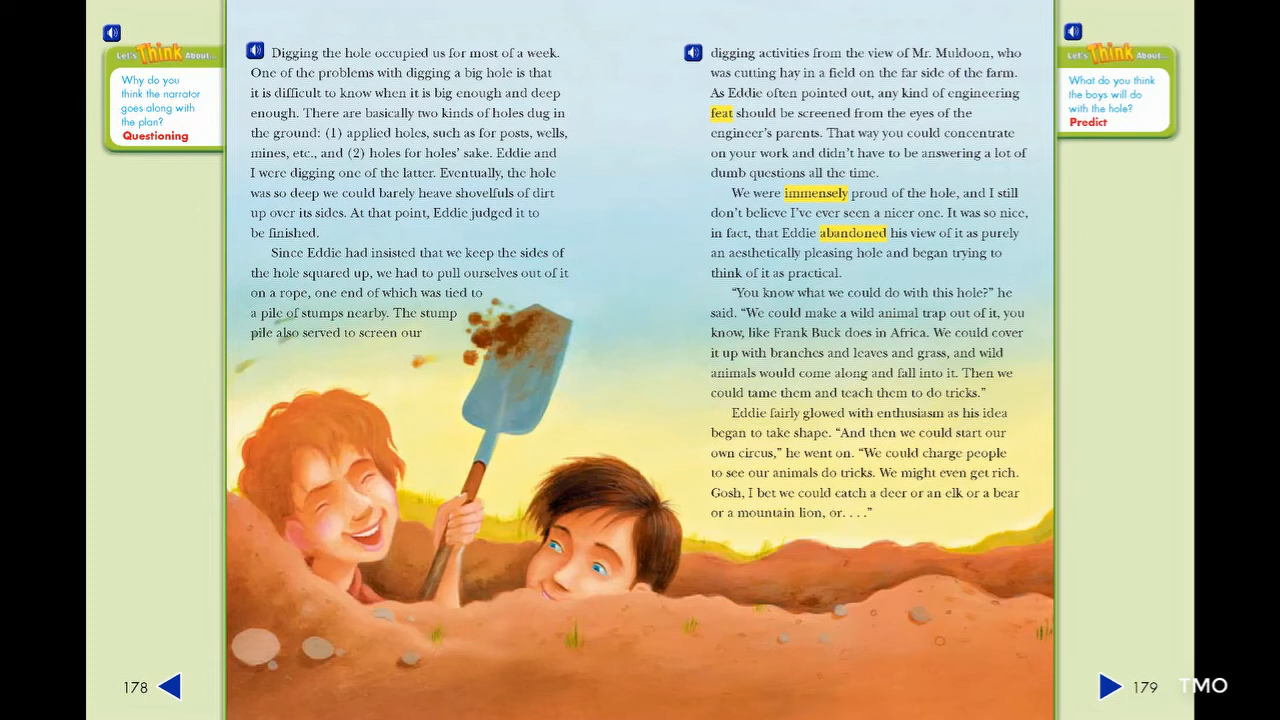 Let's Think About...
Why do you
think the narrator
goes along with
the plan?
Questioning
Digging the hole occupied us for most of a week.
One of the problems with digging a big hole is that
it is difficult to know when it is big enough and deep
enough. There are basically two kinds of holes dug in
the ground: (1) applied holes, such as for posts, wells,
mines, etc., and (2) holes for holes' sake. Eddie and
I were digging one of the latter. Eventually, the hole
was so deep we could barely heave shovelfuls of dirt
up over its sides. At that point, Eddie judged it to
be finished.
Since Eddie had insisted that we keep the sides of
the hole squared up, we had to pull ourselves out of it
on a rope, one end of which was tied to
a pile of stumps nearby. The stump
pile also served to screen our
178
digging activities from the view of Mr. Muldoon, who
was cutting hay in a field on the far side of the farm.
As Eddie often pointed out, any kind of engineering
feat should be screened from the eyes of the
engineer's parents. That way you could concentrate
on your work and didn't have to be answering a lot of
dumb questions all the time.
We were immensely proud of the hole, and I still
don't believe I've ever seen a nicer one. It was so nice,
in fact, that Eddie abandoned his view of it as purely
an aesthetically pleasing hole and began trying to
think of it as practical.
"You know what we could do with this hole?" he
said. "We could make a wild animal trap out of it, you
know, like Frank Buck does in Africa. We could cover
it up with branches and leaves and grass, and wild
animals would come along and fall into it. Then we
could tame them and teach them to do tricks."
Eddie fairly glowed with enthusiasm as his idea
began to take shape. "And then we could start our
own circus," he went on. "We could charge people
to see our animals do tricks. We might even get rich.
Gosh, I bet we could catch a deer or an elk or a bear
or a mountain lion, or. . . ."
Let's Think About...
What do you think
the boys will do
with the hole?
Predict
179
TMO